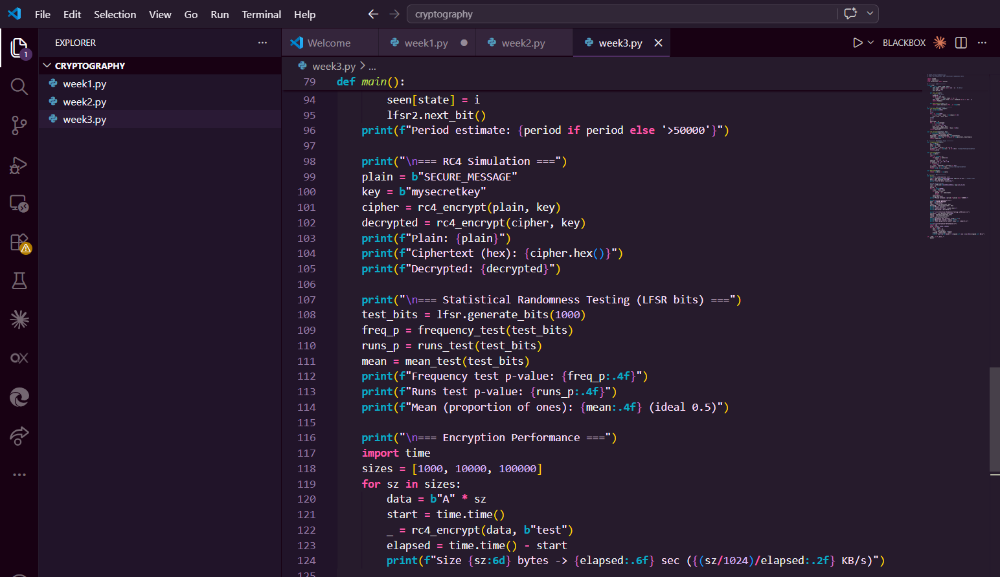 File Edit Selection View Go Run Terminal Help
cryptography
EXPLORER
Welcome
week1.py
week2.py
week3.py
BLACKBOX
1
CRYPTOGRAPHY
week1.py
week2.py
week3.py
week3.py > ...
79 def main():
94 seen[state] = i
95 lfsr2.next_bit()
96 print(f"Period estimate: {period if period else '>50000'}")
97
98 print("\n=== RC4 Simulation ===")
99 plain = b"SECURE_MESSAGE"
100 key = b"mysecretkey"
101 cipher = rc4_encrypt(plain, key)
102 decrypted = rc4_encrypt(cipher, key)
103 print(f"Plain: {plain}")
104 print(f"Ciphertext (hex): {cipher.hex()}")
105 print(f"Decrypted: {decrypted}")
106
107 print("\n=== Statistical Randomness Testing (LFSR bits) ===")
108 test_bits = lfsr.generate_bits(1000)
109 freq_p = frequency_test(test_bits)
110 runs_p = runs_test(test_bits)
111 mean = mean_test(test_bits)
112 print(f"Frequency test p-value: {freq_p:.4f}")
113 print(f"Runs test p-value: {runs_p:.4f}")
114 print(f"Mean (proportion of ones): {mean:.4f} (ideal 0.5)")
115
116 print("\n=== Encryption Performance ===")
117 import time
118 sizes = [1000, 10000, 100000]
119 for sz in sizes:
120 data = b"A" * sz
121 start = time.time()
122 _ = rc4_encrypt(data, b"test")
123 elapsed = time.time() - start
124 print(f"Size {sz:6d} bytes -> {elapsed:.6f} sec ({(sz/1024)/elapsed:.2f} KB/s)")
125